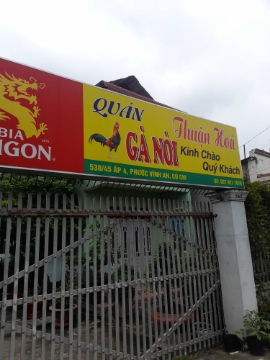 BIA
IGON
QUÁN
Thuận Hoà
GÀ NÒI
Kính Chào
Quý Khách
538/45 ẤP 4, PHƯỚC VĨNH AN, CỦ CHI